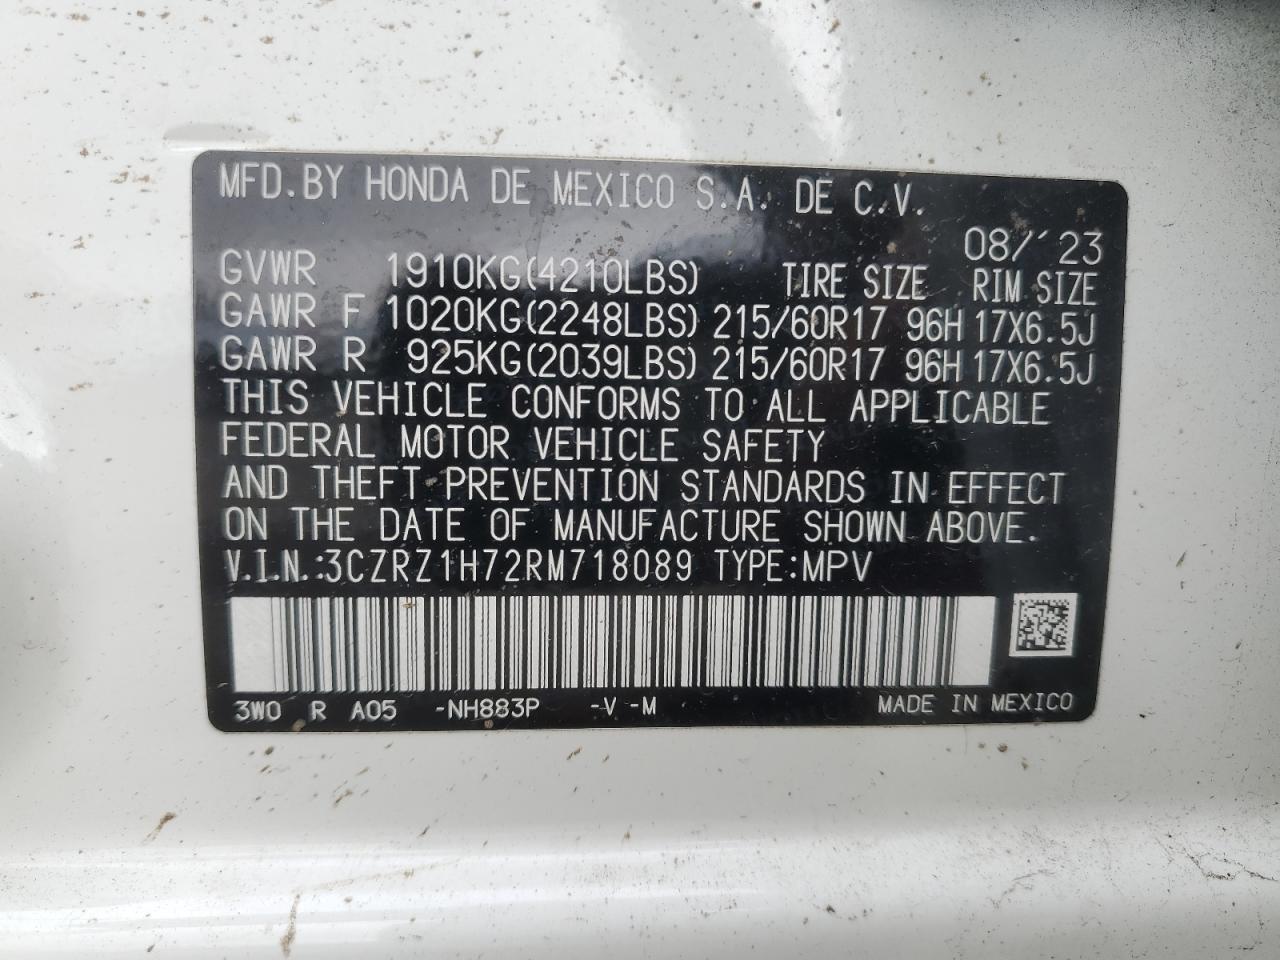 MFD.BY HONDA DE MEXICO S.A. DE C.V.
08/'23
GVWR 1910KG(4210LBS) TIRE SIZE RIM SIZE
GAWR F 1020KG(2248LBS) 215/60R17 96H 17X6.5J
GAWR R 925KG(2039LBS) 215/60R17 96H 17X6.5J
THIS VEHICLE CONFORMS TO ALL APPLICABLE
FEDERAL MOTOR VEHICLE SAFETY
AND THEFT PREVENTION STANDARDS IN EFFECT
ON THE DATE OF MANUFACTURE SHOWN ABOVE.
V.I.N.:3CZRZ1H72RM718089 TYPE:MPV
3W0 R A05 -NH883P -V -M MADE IN MEXICO